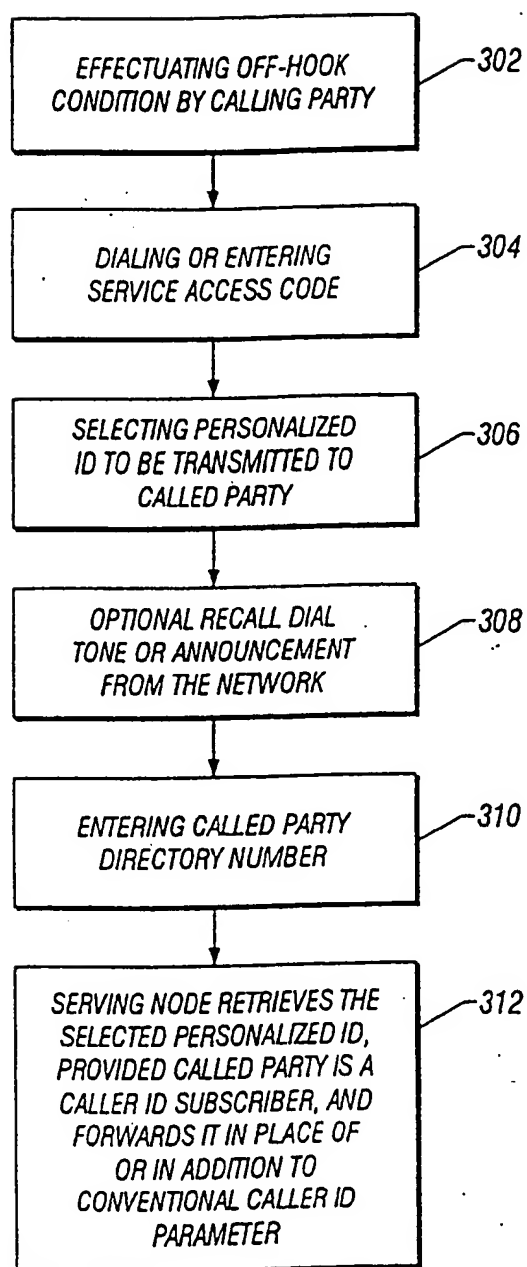 EFFECTUATING OFF-HOOK
CONDITION BY CALLING PARTY
302
DIALING OR ENTERING
SERVICE ACCESS CODE
304
SELECTING PERSONALIZED
ID TO BE TRANSMITTED TO
CALLED PARTY
306
OPTIONAL RECALL DIAL
TONE OR ANNOUNCEMENT
FROM THE NETWORK
308
ENTERING CALLED PARTY
DIRECTORY NUMBER
310
SERVING NODE RETRIEVES THE
SELECTED PERSONALIZED ID,
PROVIDED CALLED PARTY IS A
CALLER ID SUBSCRIBER, AND
FORWARDS IT IN PLACE OF
OR IN ADDITION TO
CONVENTIONAL CALLER ID
PARAMETER
312